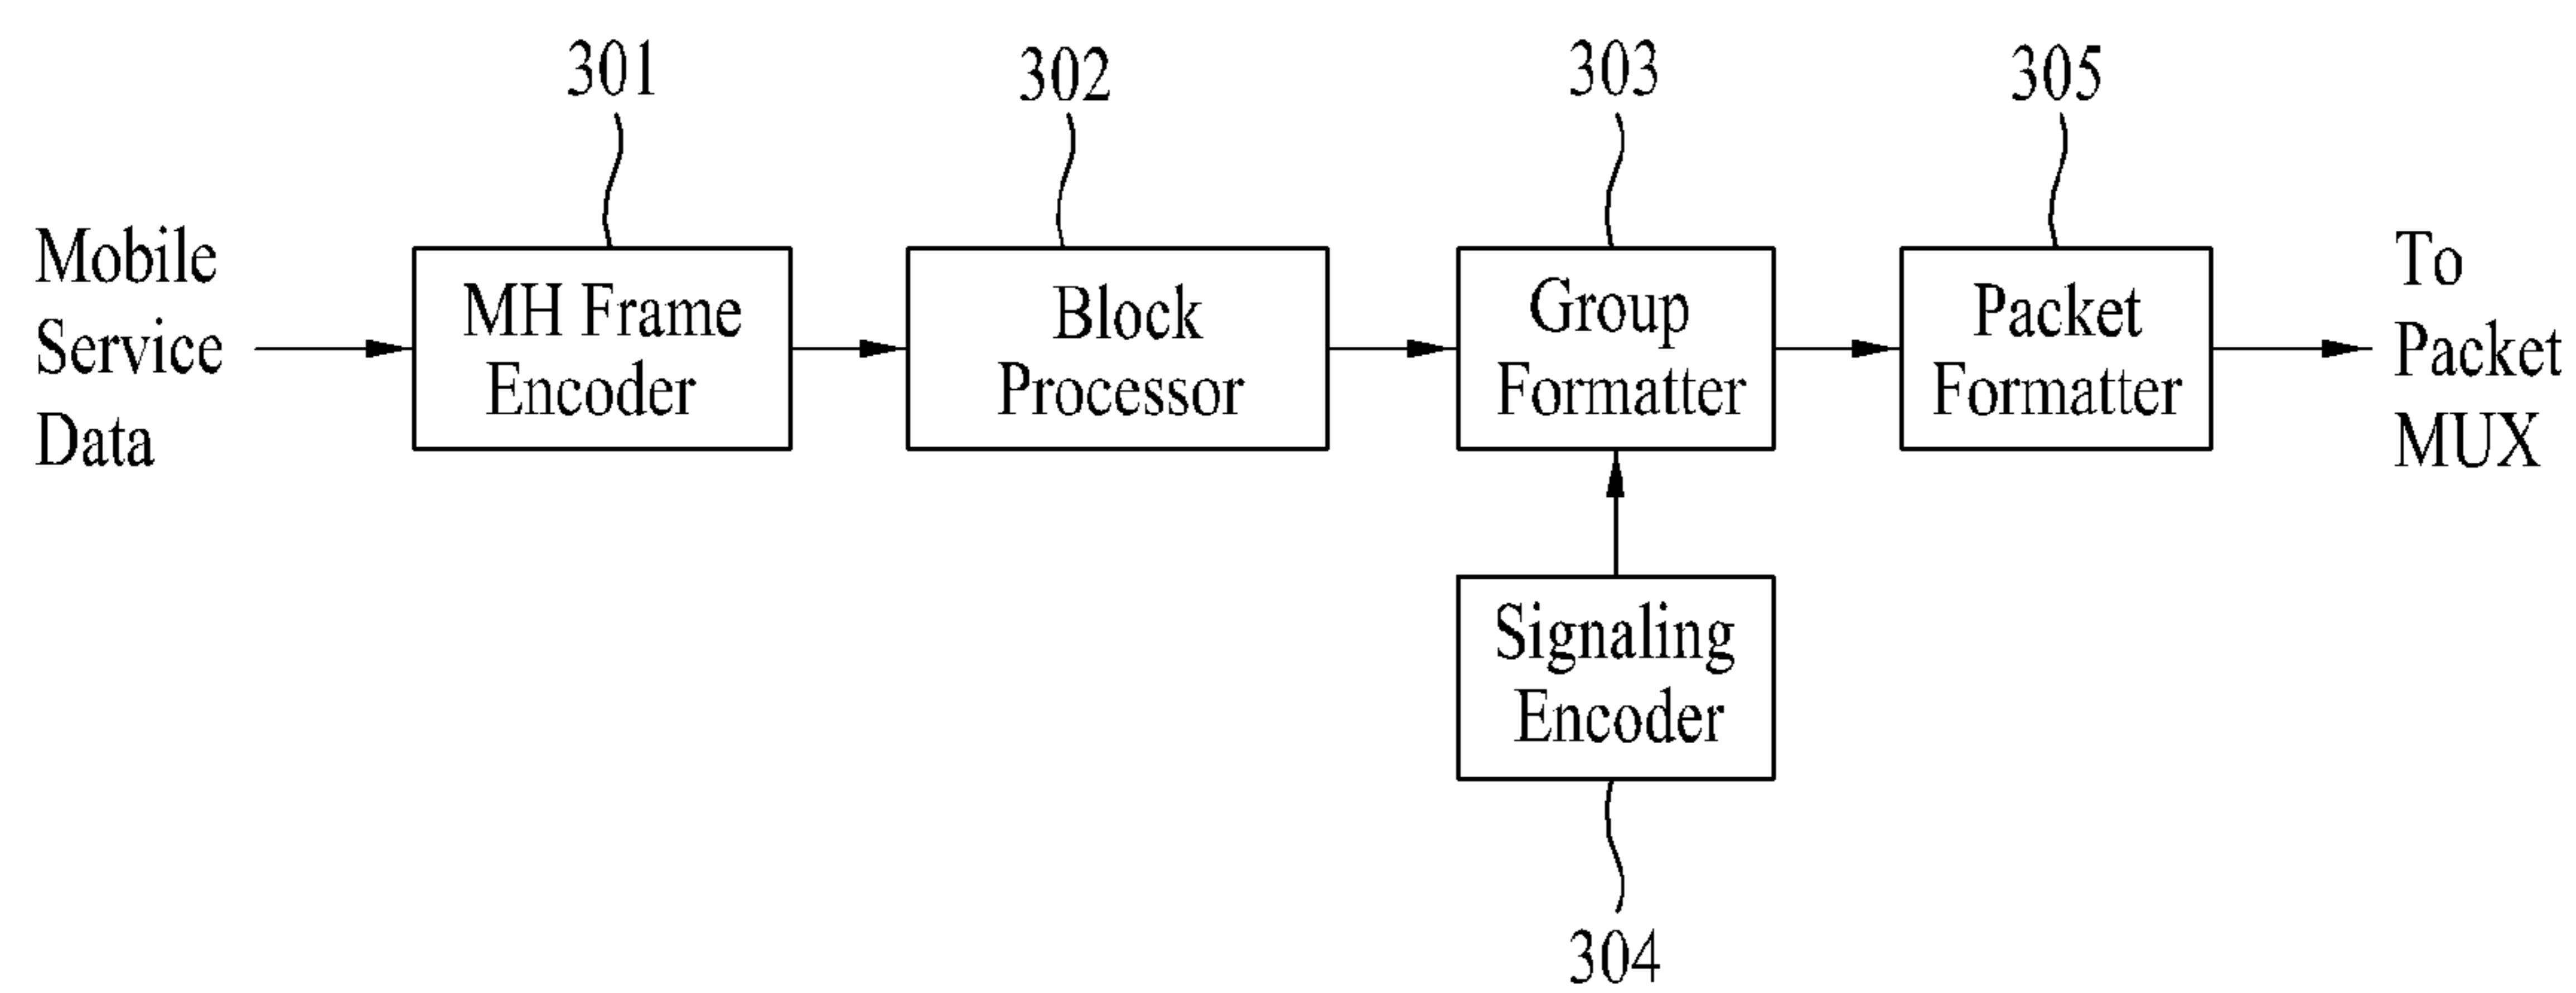 301
302
303
305
Mobile
Service
Data
MH Frame
Encoder
Block
Processor
Group
Formatter
Packet
Formatter
To
Packet
MUX
Signaling
Encoder
304